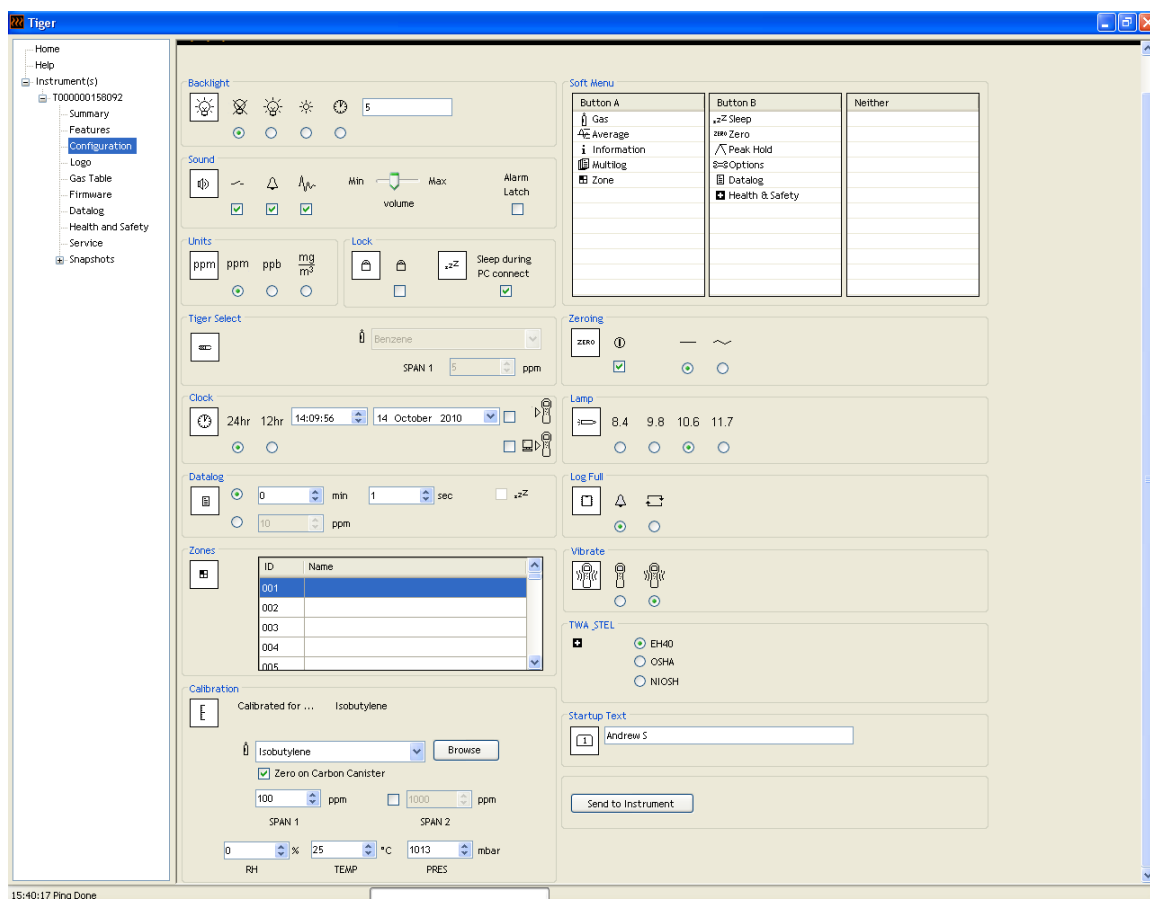 Tiger
Home
Help
Instrument(s)
T000000158092
Summary
Features
Configuration
Logo
Gas Table
Firmware
Datalog
Health and Safety
Service
Snapshots
Backlight
5
Sound
Min
Max
volume
Alarm
Latch
Units
ppm
ppm
ppb
mg
m³
Lock
zzZ
Sleep during
PC connect
Tiger Select
Benzene
SPAN 1
5
ppm
Clock
24hr
12hr
14:09:56
14 October 2010
Datalog
0
min
1
sec
zzZ
10
ppm
Zones
ID
Name
001
002
003
004
005
Calibration
Calibrated for ...
Isobutylene
Isobutylene
Browse
Zero on Carbon Canister
100
ppm
1000
ppm
SPAN 1
SPAN 2
0
%
25
°C
1013
mbar
RH
TEMP
PRES
Soft Menu
Button A
Button B
Neither
Gas
zzZ Sleep
Average
ZERO Zero
Information
Peak Hold
Multilog
Options
Zone
Datalog
Health & Safety
Zeroing
ZERO
Lamp
8.4
9.8
10.6
11.7
Log Full
Vibrate
TWA_STEL
EH40
OSHA
NIOSH
Startup Text
1
Andrew S
Send to Instrument
15:40:17 Ping Done